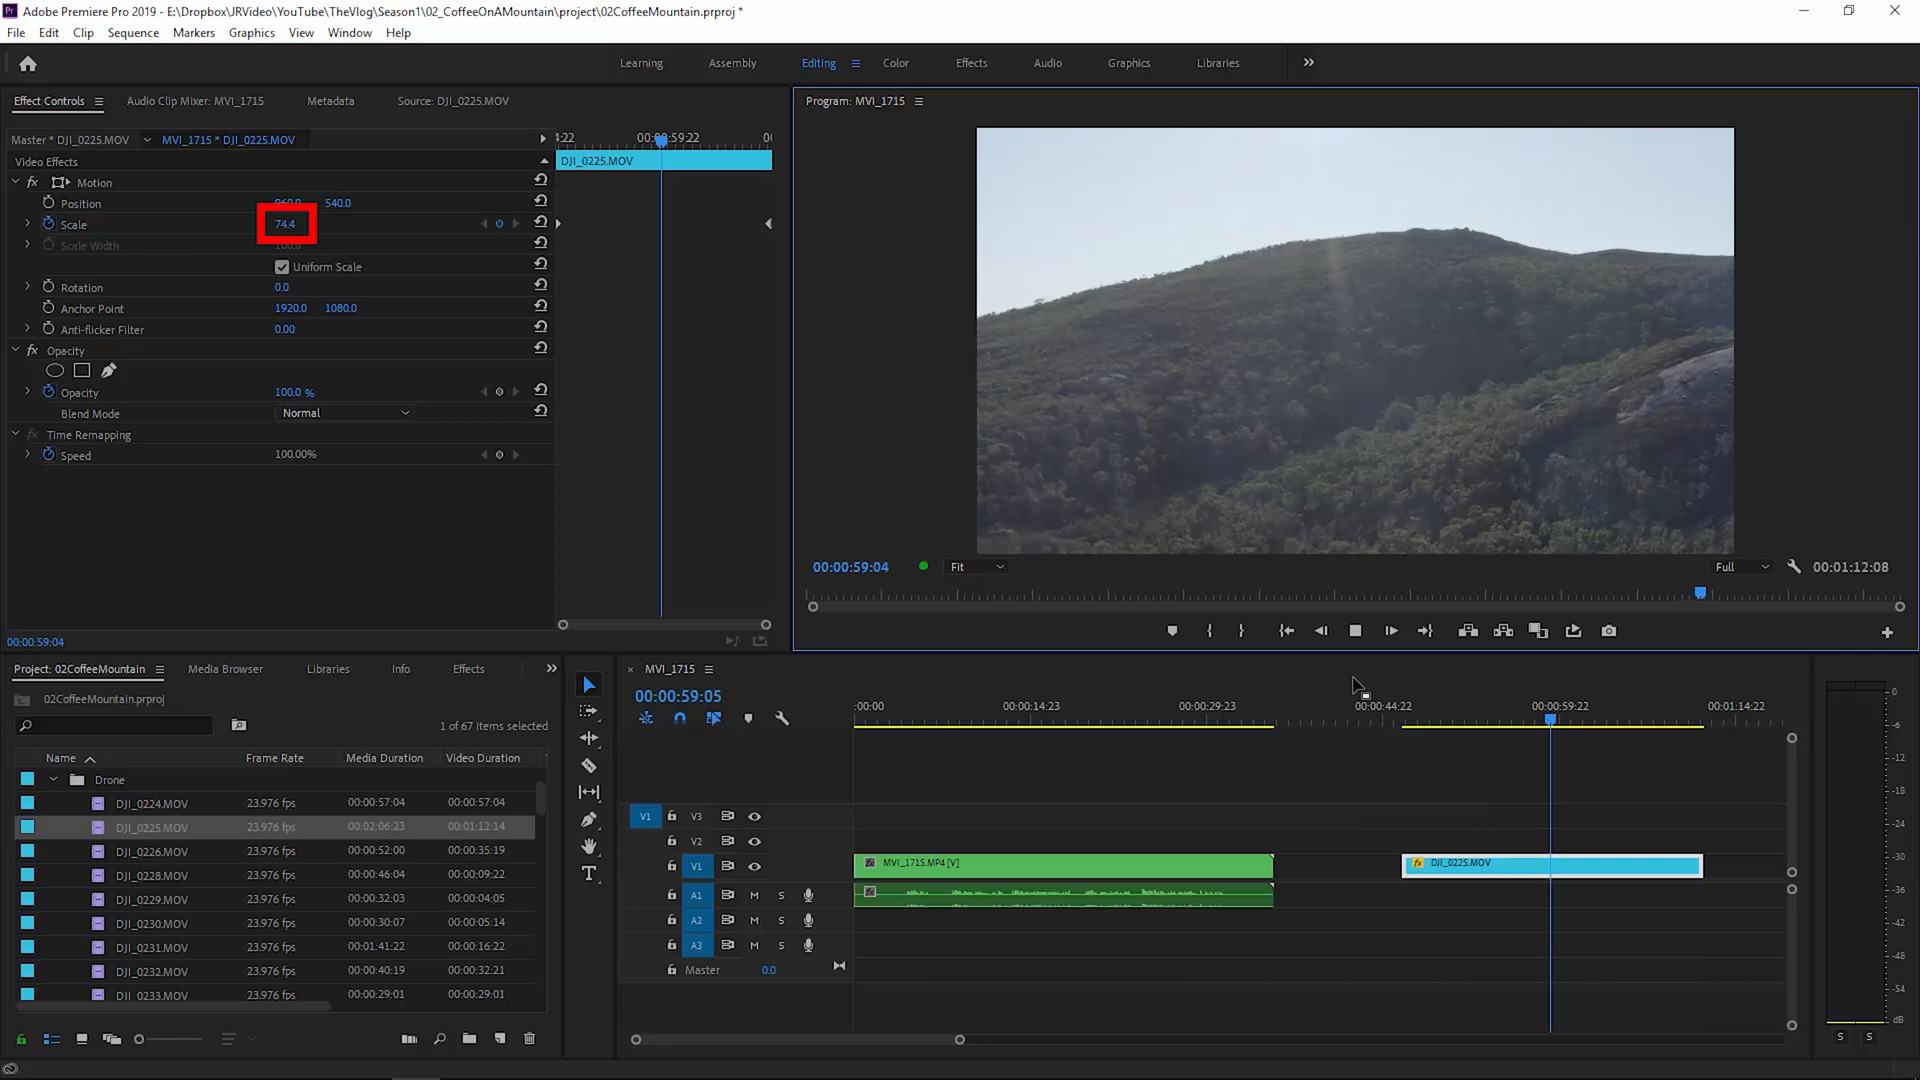 Pr Adobe Premiere Pro 2019 - E:\Dropbox\JRVideo\YouTube\TheVlog\Season1\02_CoffeeOnAMountain\project\02CoffeeMountain.prproj *
File Edit Clip Sequence Markers Graphics View Window Help
Learning Assembly Editing Color Effects Audio Graphics Libraries
Effect Controls Audio Clip Mixer: MVI_1715 Metadata Source: DJI_0225.MOV
Program: MVI_1715
Master * DJI_0225.MOV MVI_1715 * DJI_0225.MOV
4:22 00:00:59:22
Video Effects
DJI_0225.MOV
fx Motion
Position 960.0 540.0
Scale 74.4
Scale Width 100.0
Uniform Scale
Rotation 0.0
Anchor Point 1920.0 1080.0
Anti-flicker Filter 0.00
fx Opacity
Opacity 100.0 %
Blend Mode Normal
fx Time Remapping
Speed 100.00%
00:00:59:04 Fit Full 00:01:12:08
00:00:59:04
Project: 02CoffeeMountain Media Browser Libraries Info Effects
02CoffeeMountain.prproj
1 of 67 items selected
Name Frame Rate Media Duration Video Duration
Drone
DJI_0224.MOV 23.976 fps 00:00:57:04 00:00:57:04
DJI_0225.MOV 23.976 fps 00:02:06:23 00:01:12:14
DJI_0226.MOV 23.976 fps 00:00:52:00 00:00:35:19
DJI_0228.MOV 23.976 fps 00:00:46:04 00:00:09:22
DJI_0229.MOV 23.976 fps 00:00:32:03 00:00:04:05
DJI_0230.MOV 23.976 fps 00:00:30:07 00:00:05:14
DJI_0231.MOV 23.976 fps 00:01:41:22 00:00:16:22
DJI_0232.MOV 23.976 fps 00:00:40:19 00:00:32:21
DJI_0233.MOV 23.976 fps 00:00:29:01 00:00:29:01
MVI_1715
00:00:59:05
:00:00 00:00:14:23 00:00:29:23 00:00:44:22 00:00:59:22 00:01:14:22
V1 V3
V2
V1 fx MVI_1715.MP4 [V] fx DJI_0225.MOV
A1 M S
A2 M S
A3 M S
Master 0.0
0
-6
-12
-18
-24
-30
-36
-42
-48
-54
dB
S S